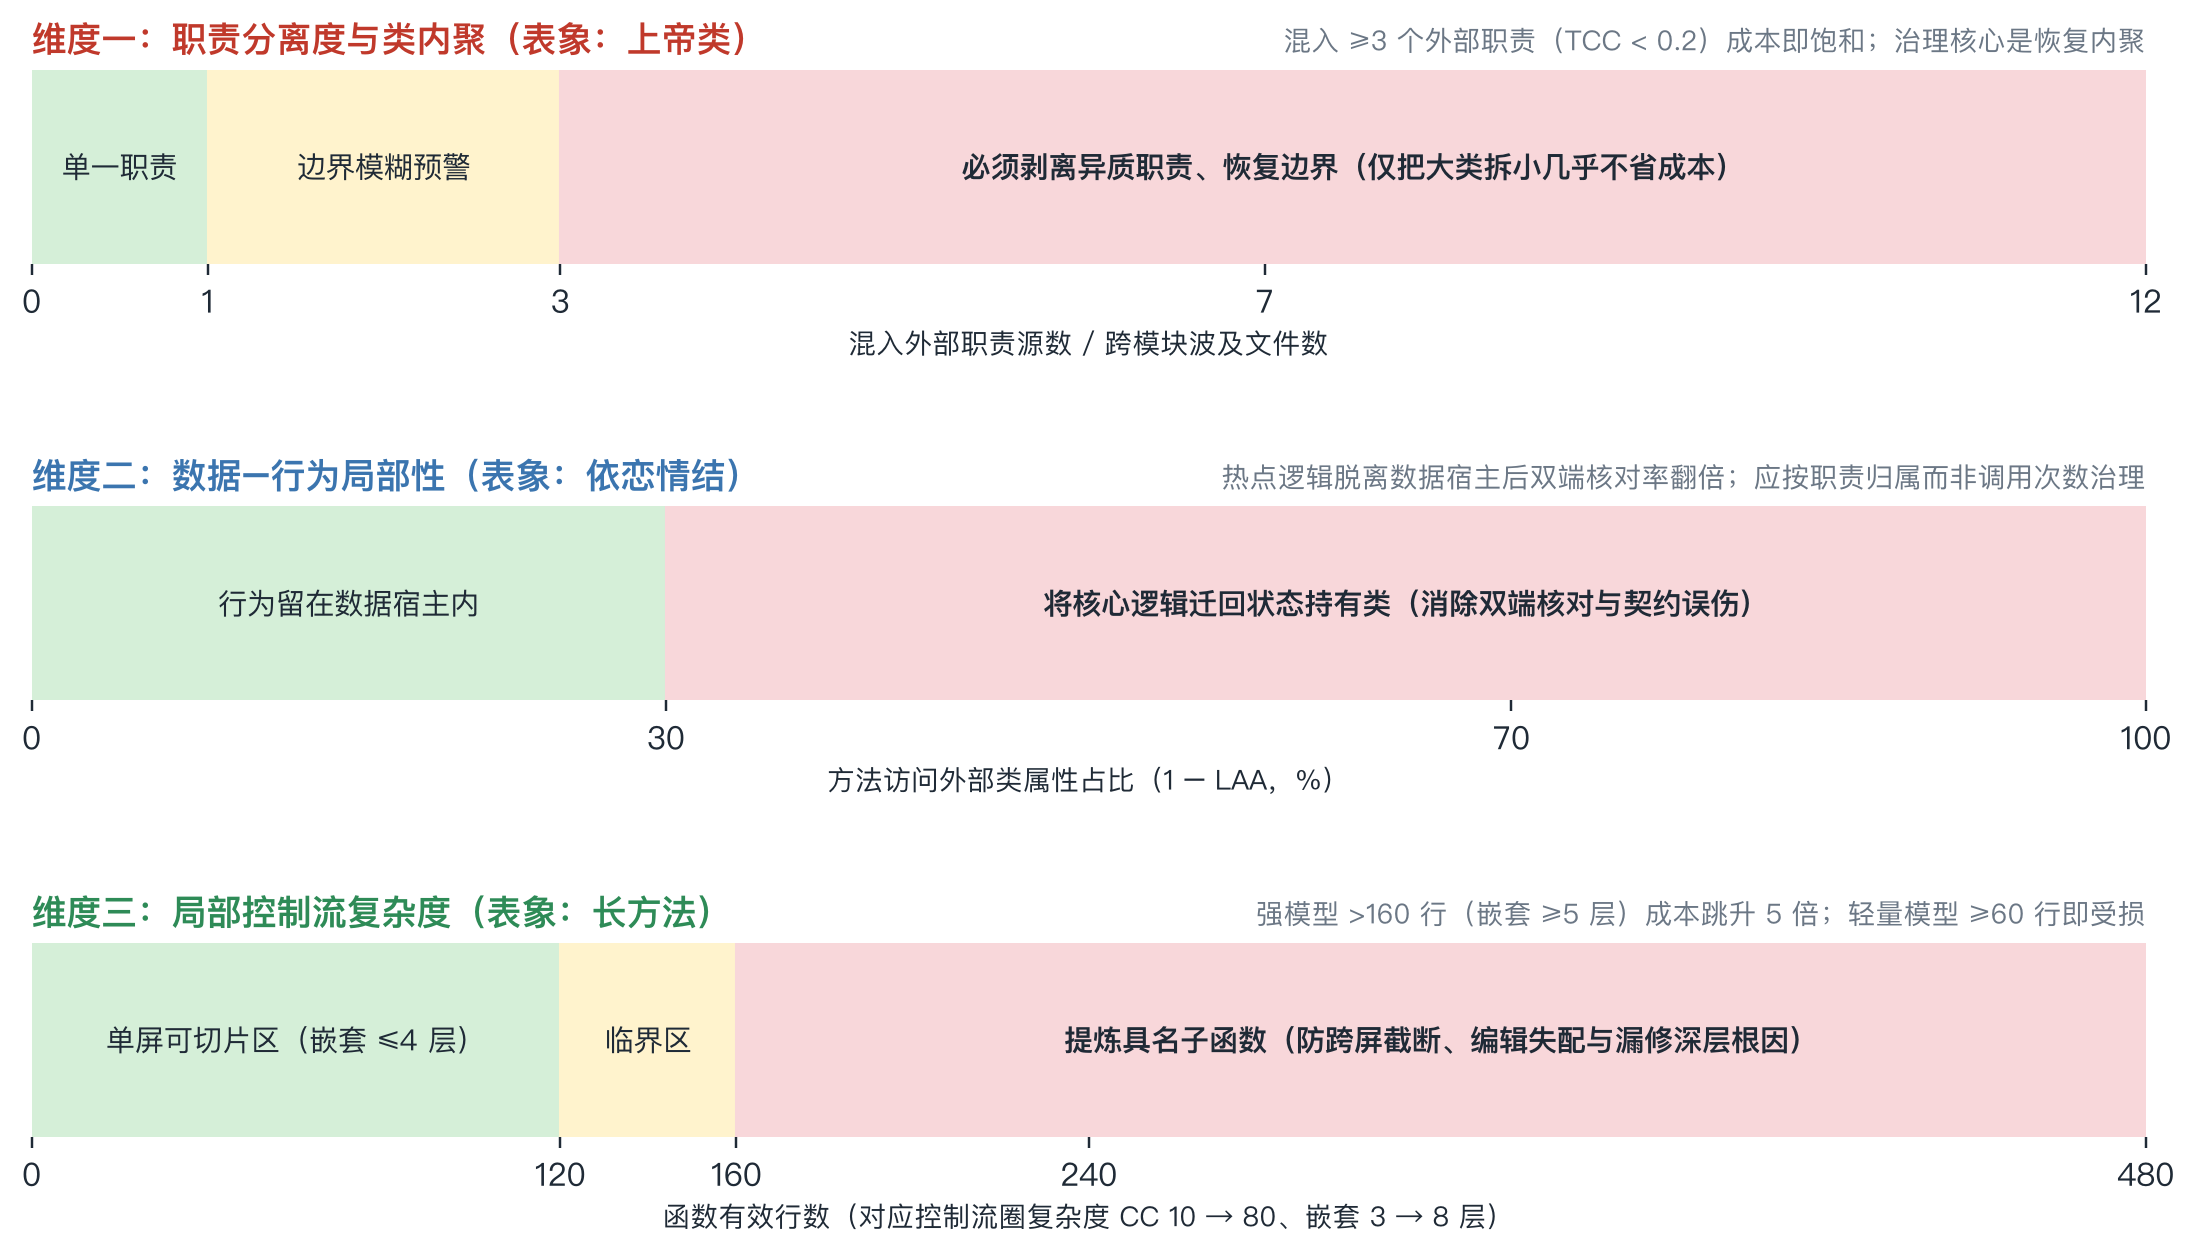 维度一：职责分离度与类内聚（表象：上帝类）
混入 ≥3 个外部职责（TCC < 0.2）成本即饱和；治理核心是恢复内聚
单一职责
边界模糊预警
必须剥离异质职责、恢复边界（仅把大类拆小几乎不省成本）
0 1 3 7 12
混入外部职责源数 / 跨模块波及文件数
维度二：数据—行为局部性（表象：依恋情结）
热点逻辑脱离数据宿主后双端核对率翻倍；应按职责归属而非调用次数治理
行为留在数据宿主内
将核心逻辑迁回状态持有类（消除双端核对与契约误伤）
0 30 70 100
方法访问外部类属性占比（1 − LAA，%）
维度三：局部控制流复杂度（表象：长方法）
强模型 >160 行（嵌套 ≥5 层）成本跳升 5 倍；轻量模型 ≥60 行即受损
单屏可切片区（嵌套 ≤4 层）
临界区
提炼具名子函数（防跨屏截断、编辑失配与漏修深层根因）
0 120 160 240 480
函数有效行数（对应控制流圈复杂度 CC 10 → 80、嵌套 3 → 8 层）